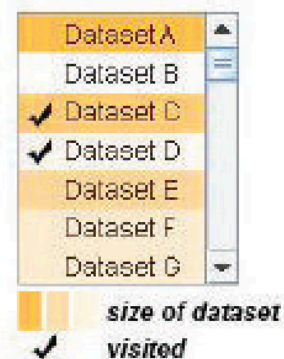 Dataset A
Dataset B
Dataset C
Dataset D
Dataset E
Dataset F
Dataset G
size of dataset
visited